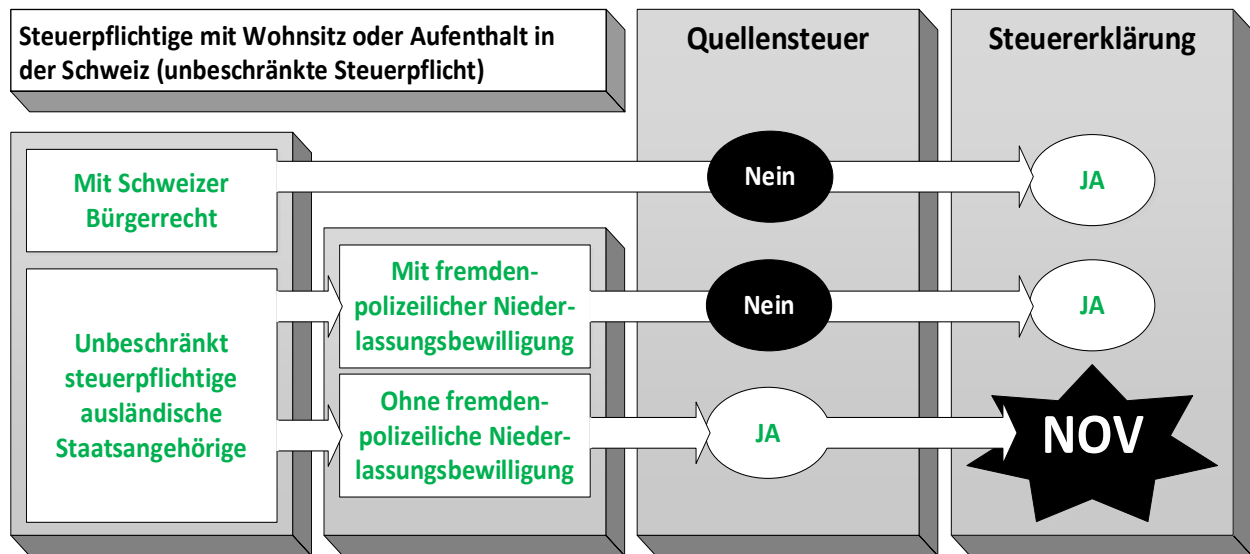 Steuerpflichtige mit Wohnsitz oder Aufenthalt in
der Schweiz (unbeschränkte Steuerpflicht)
Quellensteuer
Steuererklärung
Mit Schweizer
Bürgerrecht
Nein
JA
Unbeschränkt
steuerpflichtige
ausländische
Staatsangehörige
Mit fremden-
polizeilicher Nieder-
lassungsbewilligung
Nein
JA
Ohne fremden-
polizeiliche Nieder-
lassungsbewilligung
JA
NOV